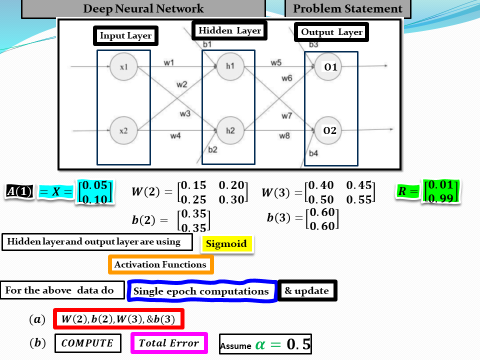 Deep Neural Network Problem Statement
Input Layer Hidden Layer Output Layer
b1 b3
x1 w1 h1 w5 O1
w2 w6
w3 w7
x2 w4 h2 w8 O2
b2 b4
A(1) = X = [0.05 0.10] W(2) = [0.15 0.20 0.25 0.30] W(3) = [0.40 0.45 0.50 0.55] R = [0.01 0.99]
b(2) = [0.35 0.35] b(3) = [0.60 0.60]
Hidden layer and output layer are using Sigmoid
Activation Functions
For the above data do Single epoch computations & update
(a) W(2), b(2), W(3), &b(3)
(b) COMPUTE Total Error Assume α = 0.5